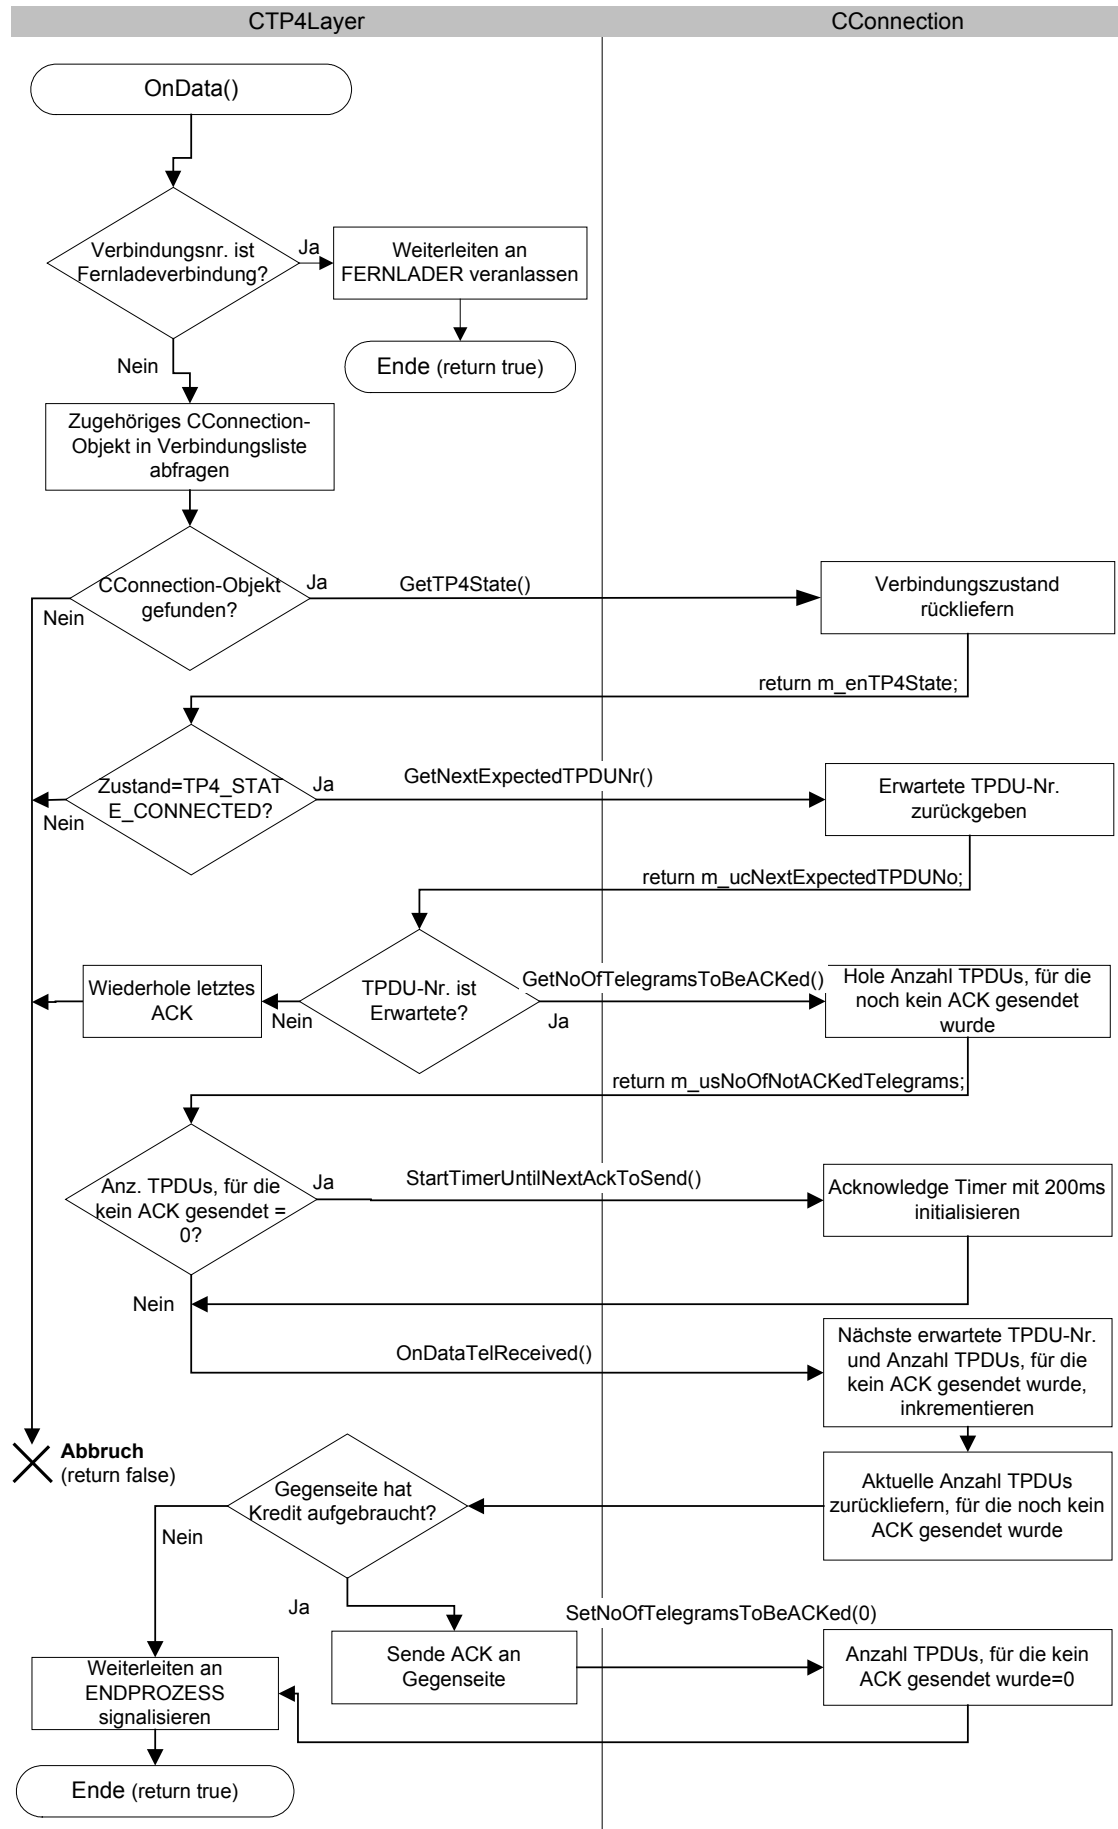 CTP4Layer
CConnection
OnData()
Verbindungsnr. ist
Fernladeverbindung?
Ja
Weiterleiten an
FERNLADER veranlassen
Ende (return true)
Nein
Zugehöriges CConnection-
Objekt in Verbindungsliste
abfragen
CConnection-Objekt
gefunden?
Ja
Nein
GetTP4State()
Verbindungszustand
rückliefern
return m_enTP4State;
Zustand=TP4_STAT
E_CONNECTED?
Ja
Nein
GetNextExpectedTPDUNr()
Erwartete TPDU-Nr.
zurückgeben
return m_ucNextExpectedTPDUNo;
Wiederhole letztes
ACK
Nein
TPDU-Nr. ist
Erwartete?
GetNoOfTelegramsToBeACKed()
Ja
Hole Anzahl TPDUs, für die
noch kein ACK gesendet
wurde
return m_usNoOfNotACKedTelegrams;
Anz. TPDUs, für die
kein ACK gesendet =
0?
Ja
StartTimerUntilNextAckToSend()
Acknowledge Timer mit 200ms
initialisieren
Nein
OnDataTelReceived()
Nächste erwartete TPDU-Nr.
und Anzahl TPDUs, für die
kein ACK gesendet wurde,
inkrementieren
Abbruch
(return false)
Gegenseite hat
Kredit aufgebraucht?
Aktuelle Anzahl TPDUs
zurückliefern, für die noch kein
ACK gesendet wurde
Nein
Ja
Sende ACK an
Gegenseite
SetNoOfTelegramsToBeACKed(0)
Anzahl TPDUs, für die kein
ACK gesendet wurde=0
Weiterleiten an
ENDPROZESS
signalisieren
Ende (return true)